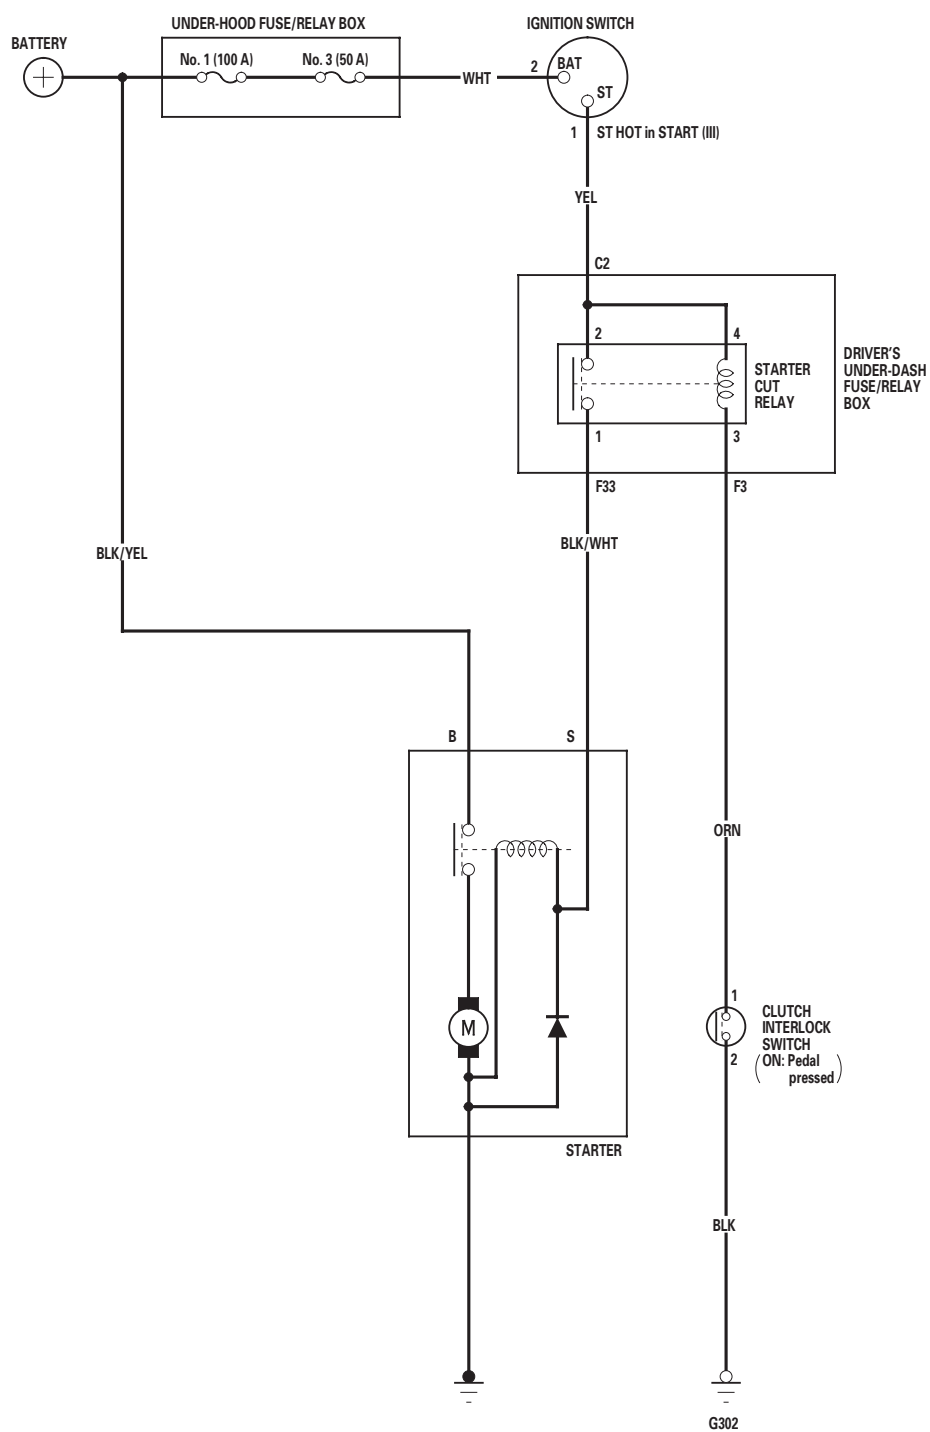 UNDER-HOOD FUSE/RELAY BOX
IGNITION SWITCH
BATTERY
No. 1 (100 A)
No. 3 (50 A)
WHT
2
BAT
ST
1
ST HOT in START (III)
YEL
C2
2
4
STARTER
CUT
RELAY
DRIVER'S
UNDER-DASH
FUSE/RELAY
BOX
1
3
F33
F3
BLK/WHT
BLK/YEL
B
S
ORN
M
1
CLUTCH
INTERLOCK
SWITCH
(ON: Pedal
pressed)
2
STARTER
BLK
G302